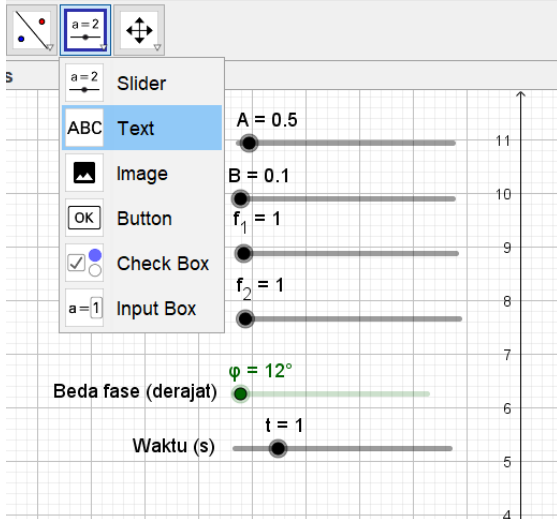 a=2
s
a=2 Slider
ABC Text
Image
OK Button
Check Box
a=1 Input Box
A = 0.5
B = 0.1
f₁ = 1
f₂ = 1
φ = 12°
Beda fase (derajat)
t = 1
Waktu (s)
11
10
9
8
7
6
5
4